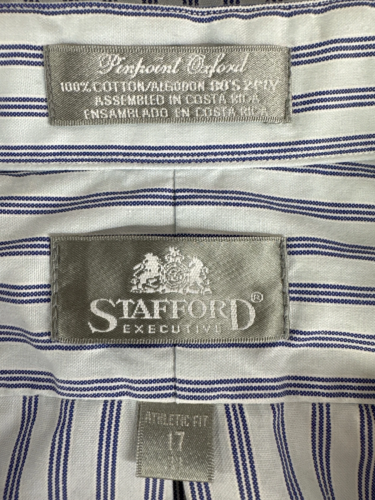 Pinpoint Oxford
100% COTTON/ALGODON 80'S 2-PLY
ASSEMBLED IN COSTA RICA
ENSAMBLADO EN COSTA RICA
STAFFORD®
EXECUTIVE
ATHLETIC FIT
17